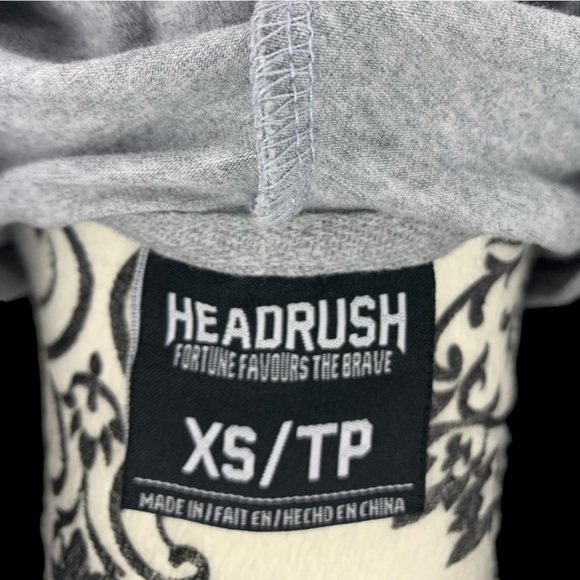 HEADRUSH
FORTUNE FAVOURS THE BRAVE
XS/TP
MADE IN/FAIT EN/HECHO EN CHINA